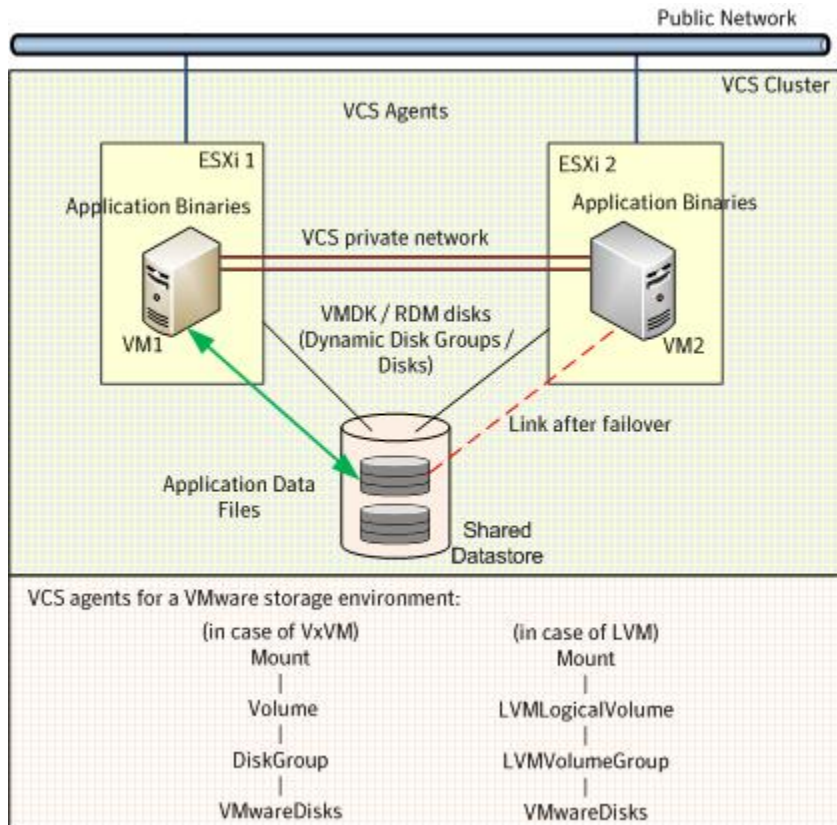 Public Network
VCS Cluster
VCS Agents
ESXi 1
ESXi 2
Application Binaries
Application Binaries
VCS private network
VM1
VM2
VMDK / RDM disks
(Dynamic Disk Groups /
Disks)
Link after failover
Application Data
Files
Shared
Datastore
VCS agents for a VMware storage environment:
(in case of VxVM)
Mount
|
Volume
|
DiskGroup
|
VMwareDisks
(in case of LVM)
Mount
|
LVMLogicalVolume
|
LVMVolumeGroup
|
VMwareDisks